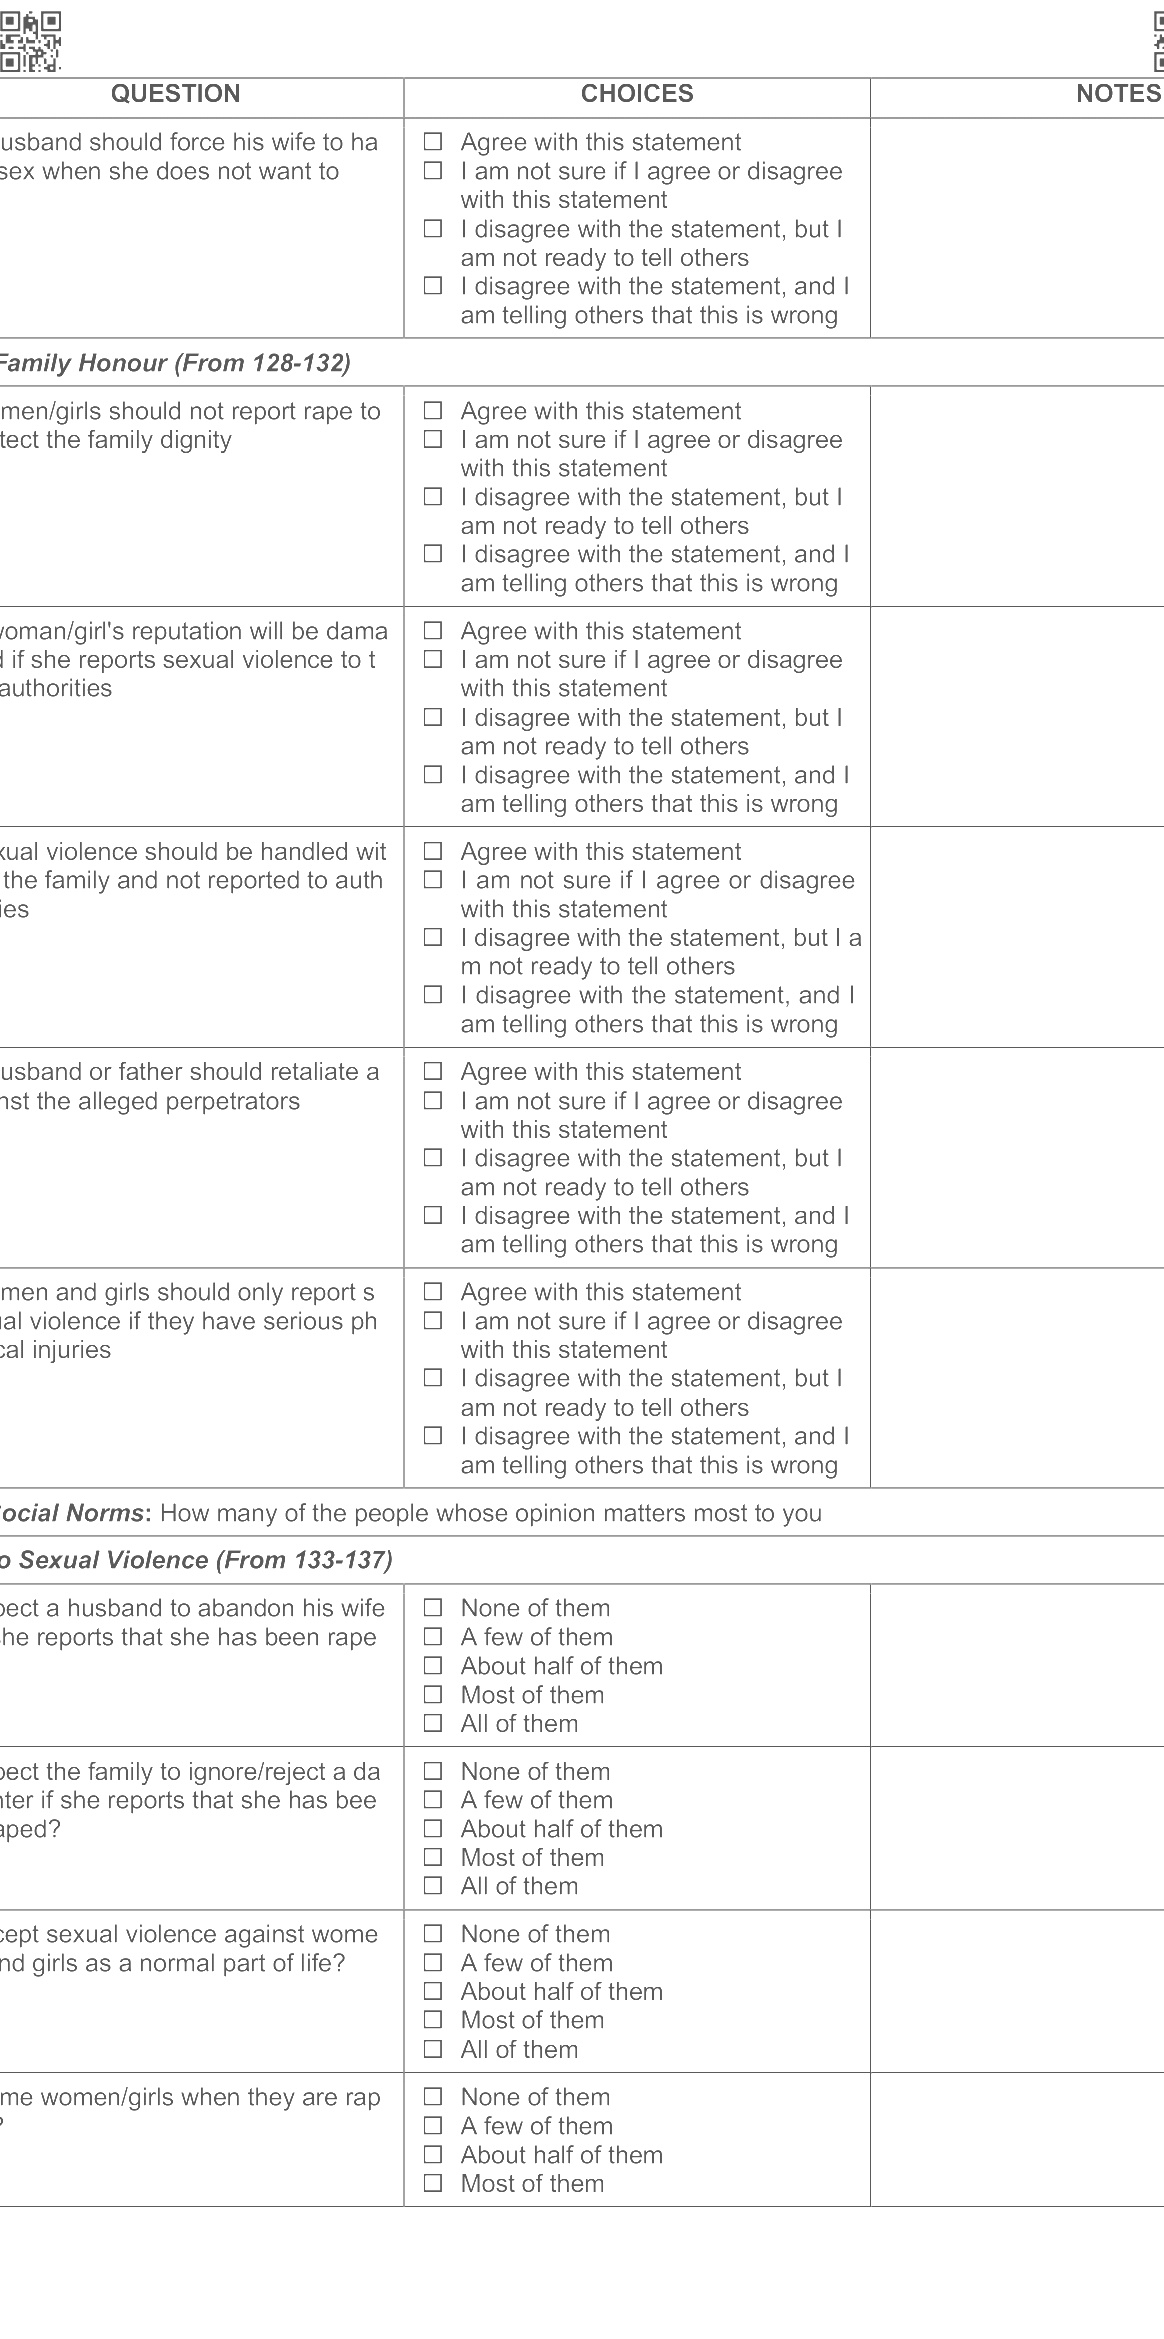 QUESTION CHOICES NOTES
usband should force his wife to ha
sex when she does not want to
☐ Agree with this statement
☐ I am not sure if I agree or disagree
with this statement
☐ I disagree with the statement, but I
am not ready to tell others
☐ I disagree with the statement, and I
am telling others that this is wrong
Family Honour (From 128-132)
men/girls should not report rape to
tect the family dignity
☐ Agree with this statement
☐ I am not sure if I agree or disagree
with this statement
☐ I disagree with the statement, but I
am not ready to tell others
☐ I disagree with the statement, and I
am telling others that this is wrong
woman/girl's reputation will be dama
d if she reports sexual violence to t
authorities
☐ Agree with this statement
☐ I am not sure if I agree or disagree
with this statement
☐ I disagree with the statement, but I
am not ready to tell others
☐ I disagree with the statement, and I
am telling others that this is wrong
xual violence should be handled wit
the family and not reported to auth
ies
☐ Agree with this statement
☐ I am not sure if I agree or disagree
with this statement
☐ I disagree with the statement, but I a
m not ready to tell others
☐ I disagree with the statement, and I
am telling others that this is wrong
usband or father should retaliate a
nst the alleged perpetrators
☐ Agree with this statement
☐ I am not sure if I agree or disagree
with this statement
☐ I disagree with the statement, but I
am not ready to tell others
☐ I disagree with the statement, and I
am telling others that this is wrong
men and girls should only report s
ual violence if they have serious ph
cal injuries
☐ Agree with this statement
☐ I am not sure if I agree or disagree
with this statement
☐ I disagree with the statement, but I
am not ready to tell others
☐ I disagree with the statement, and I
am telling others that this is wrong
ocial Norms: How many of the people whose opinion matters most to you
o Sexual Violence (From 133-137)
pect a husband to abandon his wife
she reports that she has been rape
☐ None of them
☐ A few of them
☐ About half of them
☐ Most of them
☐ All of them
pect the family to ignore/reject a da
hter if she reports that she has bee
aped?
☐ None of them
☐ A few of them
☐ About half of them
☐ Most of them
☐ All of them
cept sexual violence against wome
nd girls as a normal part of life?
☐ None of them
☐ A few of them
☐ About half of them
☐ Most of them
☐ All of them
me women/girls when they are rap
?
☐ None of them
☐ A few of them
☐ About half of them
☐ Most of them